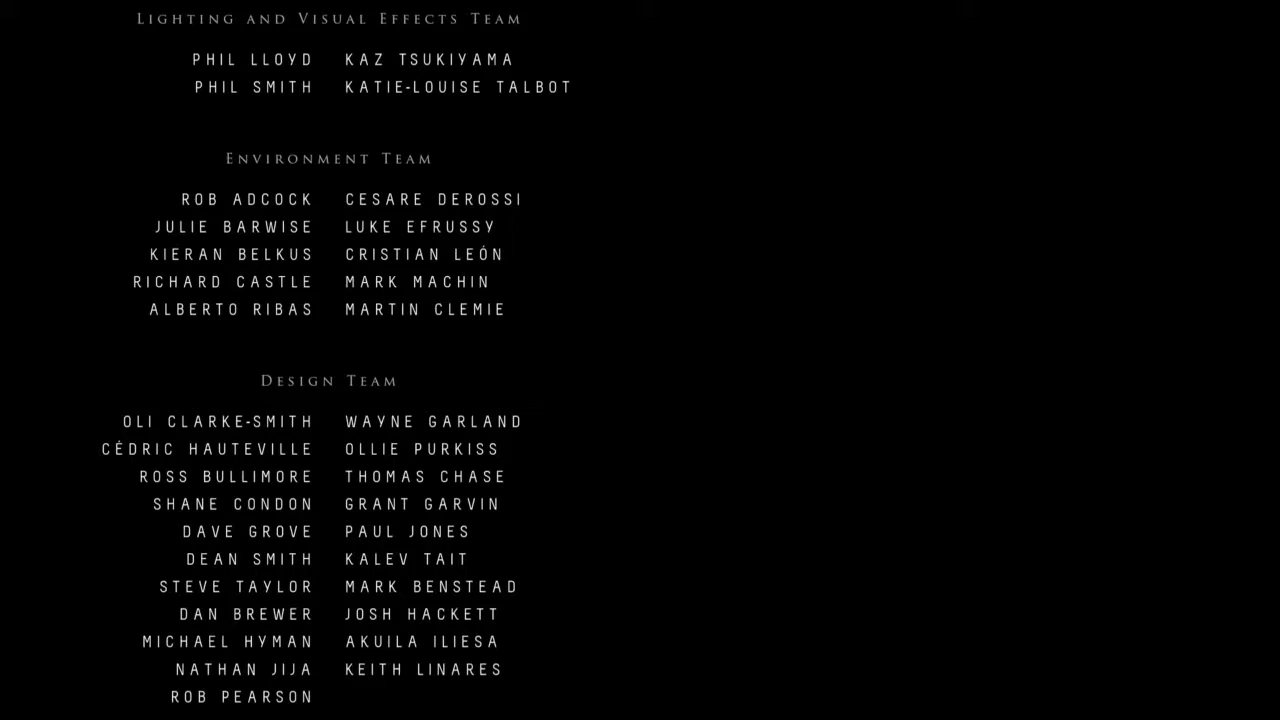 Lighting and Visual Effects Team
PHIL LLOYD KAZ TSUKIYAMA
PHIL SMITH KATIE-LOUISE TALBOT
Environment Team
ROB ADCOCK CESARE DEROSSI
JULIE BARWISE LUKE EFRUSSY
KIERAN BELKUS CRISTIAN LEÓN
RICHARD CASTLE MARK MACHIN
ALBERTO RIBAS MARTIN CLEMIE
Design Team
OLI CLARKE-SMITH WAYNE GARLAND
CÉDRIC HAUTEVILLE OLLIE PURKISS
ROSS BULLIMORE THOMAS CHASE
SHANE CONDON GRANT GARVIN
DAVE GROVE PAUL JONES
DEAN SMITH KALEV TAIT
STEVE TAYLOR MARK BENSTEAD
DAN BREWER JOSH HACKETT
MICHAEL HYMAN AKUILA ILIESA
NATHAN JIJA KEITH LINARES
ROB PEARSON